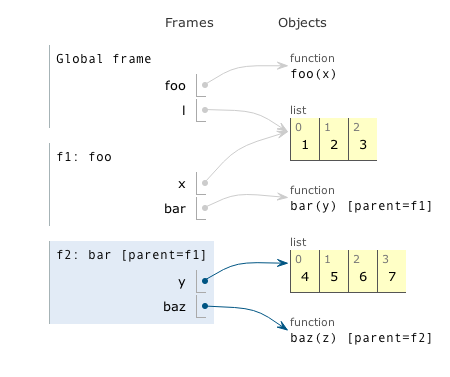 Frames Objects
Global frame
foo
l
function
foo(x)
list
0 1 2
1 2 3
f1: foo
x
bar
function
bar(y) [parent=f1]
f2: bar [parent=f1]
y
baz
list
0 1 2 3
4 5 6 7
function
baz(z) [parent=f2]